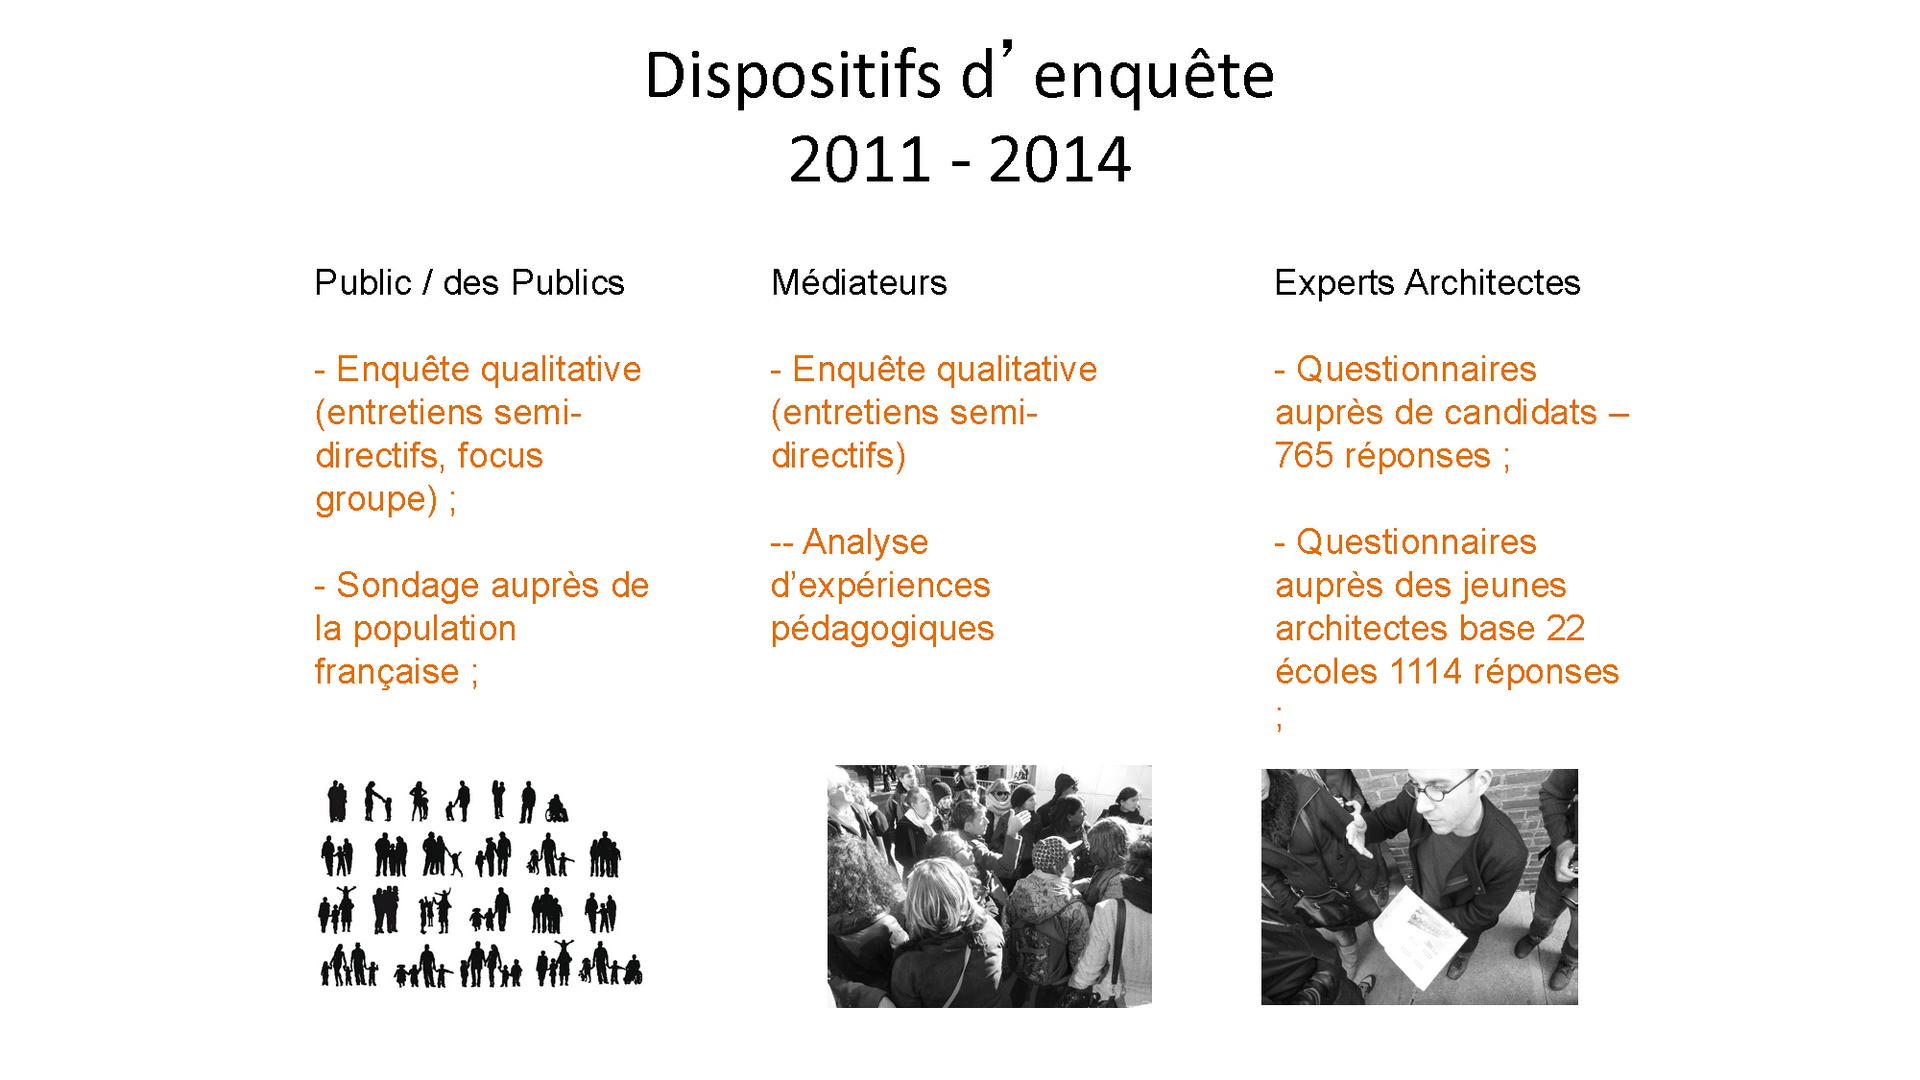 Dispositifs d’ enquête
2011 - 2014
Public / des Publics
- Enquête qualitative
(entretiens semi-
directifs, focus
groupe) ;
- Sondage auprès de
la population
française ;
Médiateurs
- Enquête qualitative
(entretiens semi-
directifs)
-- Analyse
d’expériences
pédagogiques
Experts Architectes
- Questionnaires
auprès de candidats –
765 réponses ;
- Questionnaires
auprès des jeunes
architectes base 22
écoles 1114 réponses
;